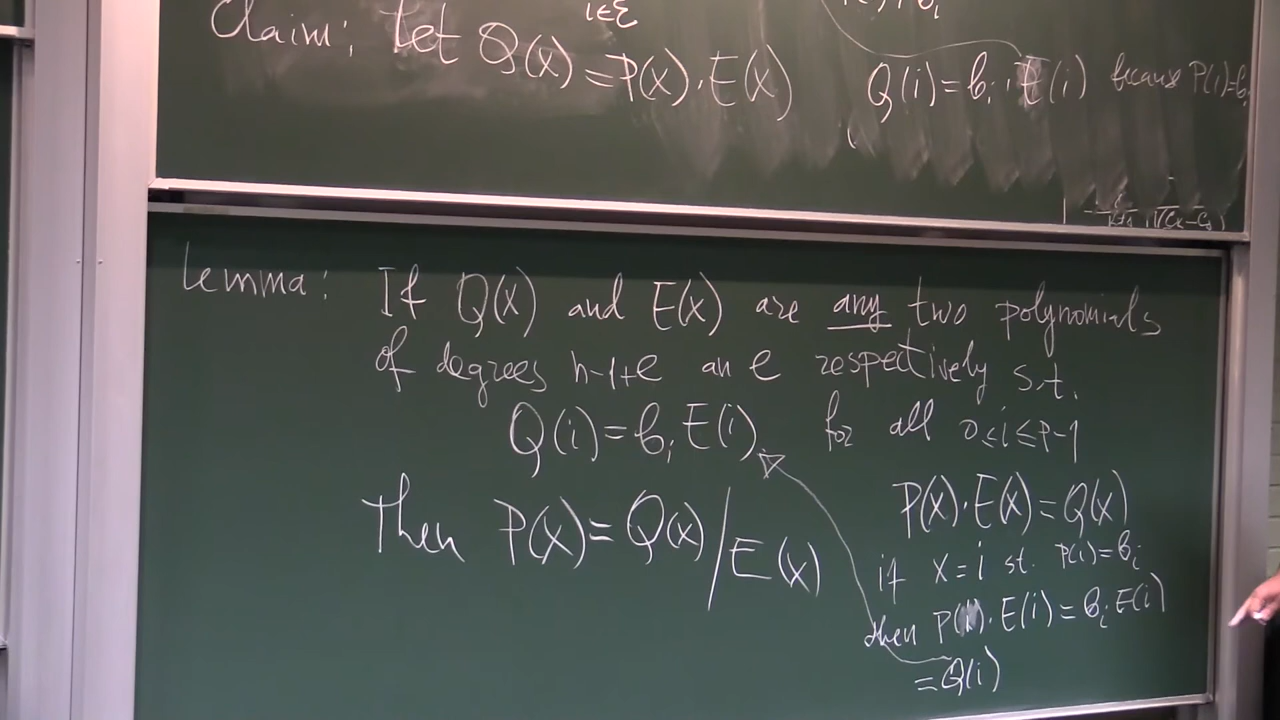 i∈ℰ
Claim: Let Q(x) = P(x)·E(x)
Q(i) = b_i · E(i) because P(i)=b_i
Lemma: If Q(x) and E(x) are any two polynomials
of degrees n-1+e an e respectively s.t.
Q(i) = b_i E(i) for all 0≤i≤p-1
Then P(x) = Q(x)/E(x)
P(x)·E(x) = Q(x)
if x=i st. P(i)=b_i
then P(i)·E(i) = b_i E(i)
= Q(i)